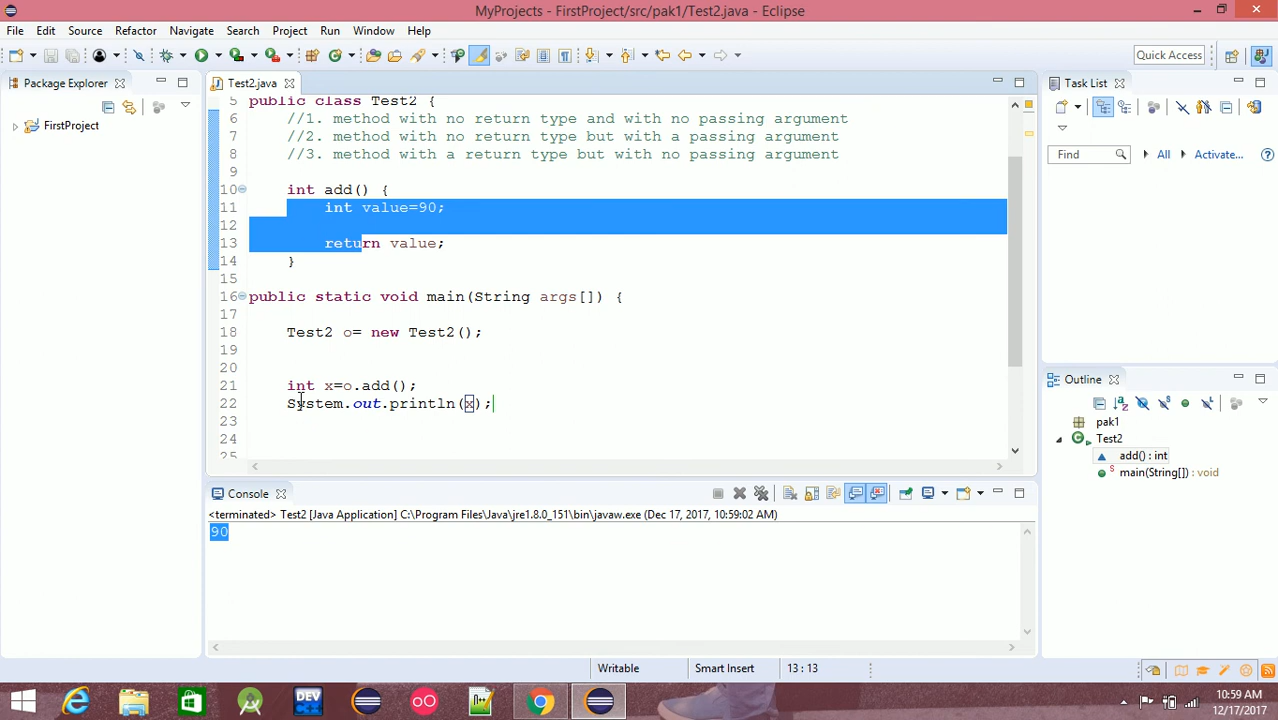 MyProjects - FirstProject/src/pak1/Test2.java - Eclipse
File Edit Source Refactor Navigate Search Project Run Window Help
Quick Access
Package Explorer
FirstProject
Test2.java
5 public class Test2 {
6 //1. method with no return type and with no passing argument
7 //2. method with no return type but with a passing argument
8 //3. method with a return type but with no passing argument
9
10 int add() {
11 int value=90;
12
13 return value;
14 }
15
16 public static void main(String args[]) {
17
18 Test2 o= new Test2();
19
20
21 int x=o.add();
22 System.out.println(x);
23
24
25
Task List
Find All Activate...
Outline
pak1
Test2
add() : int
main(String[]) : void
Console
<terminated> Test2 [Java Application] C:\Program Files\Java\jre1.8.0_151\bin\javaw.exe (Dec 17, 2017, 10:59:02 AM)
90
Writable Smart Insert 13 : 13
DEV
10:59 AM
12/17/2017